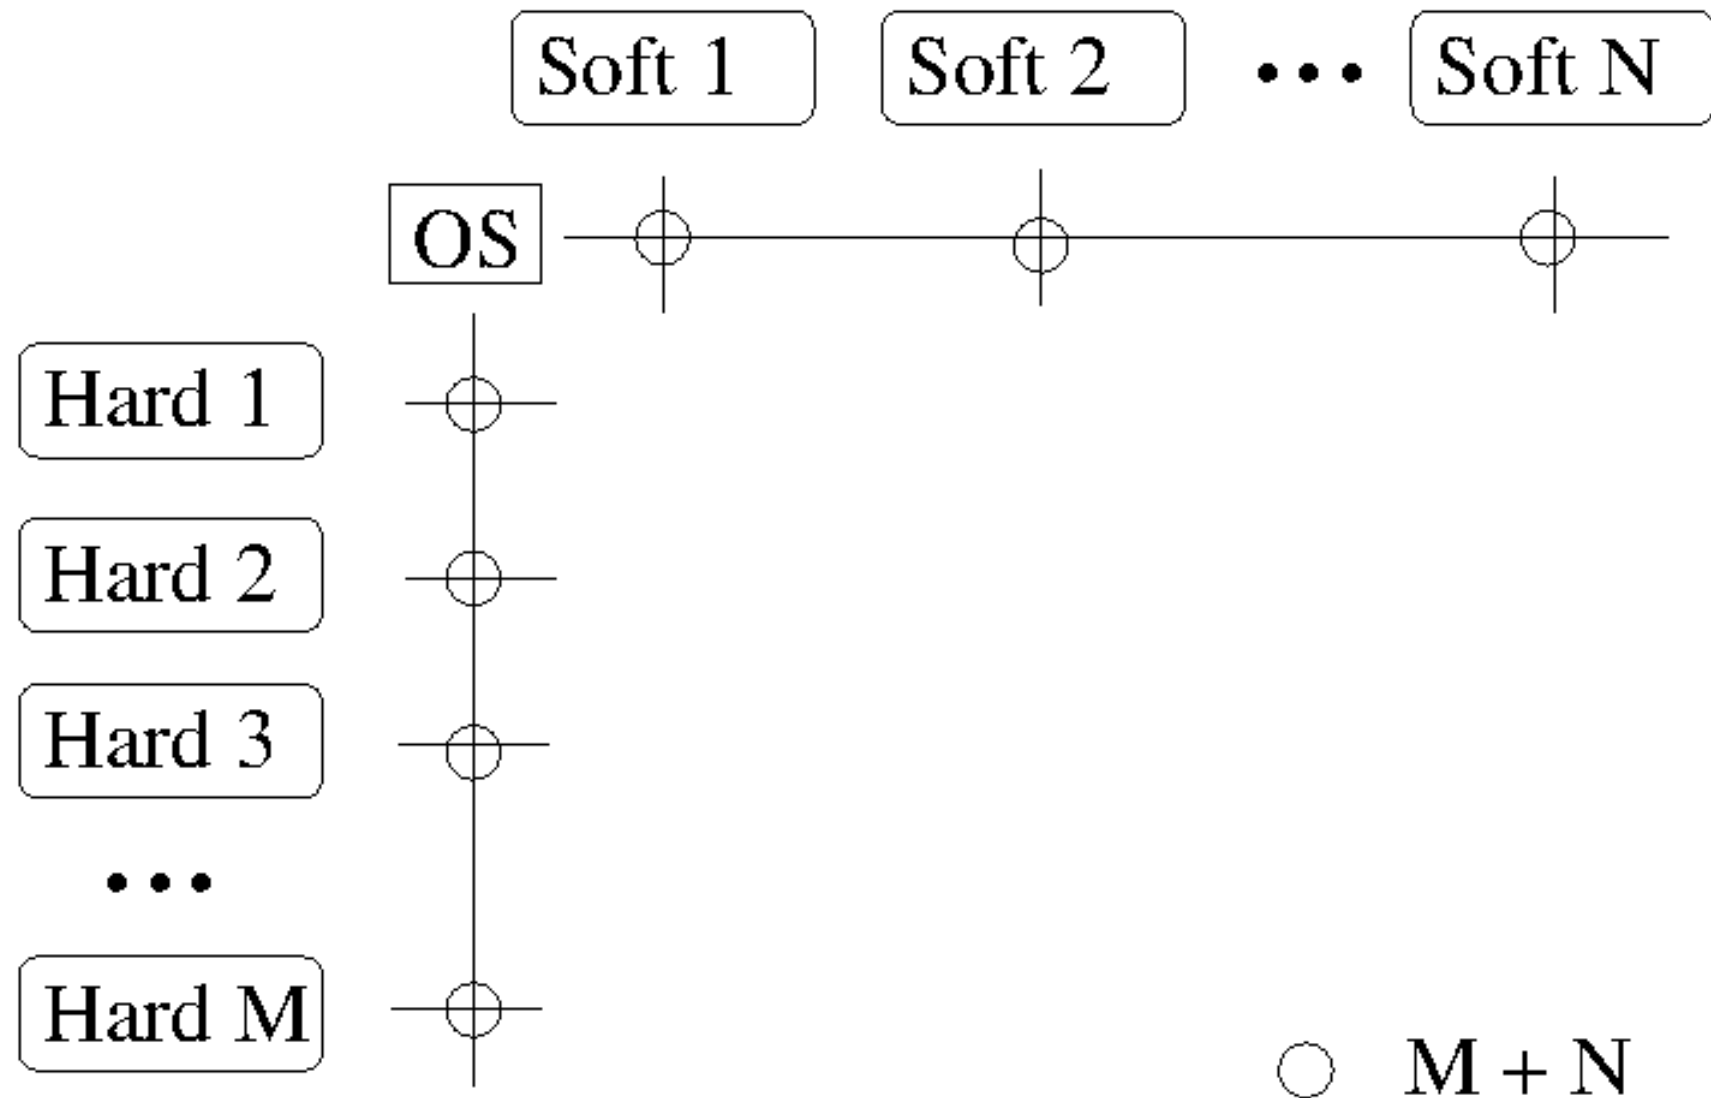 Soft 1 Soft 2 ••• Soft N
OS
Hard 1
Hard 2
Hard 3
•••
Hard M
M + N